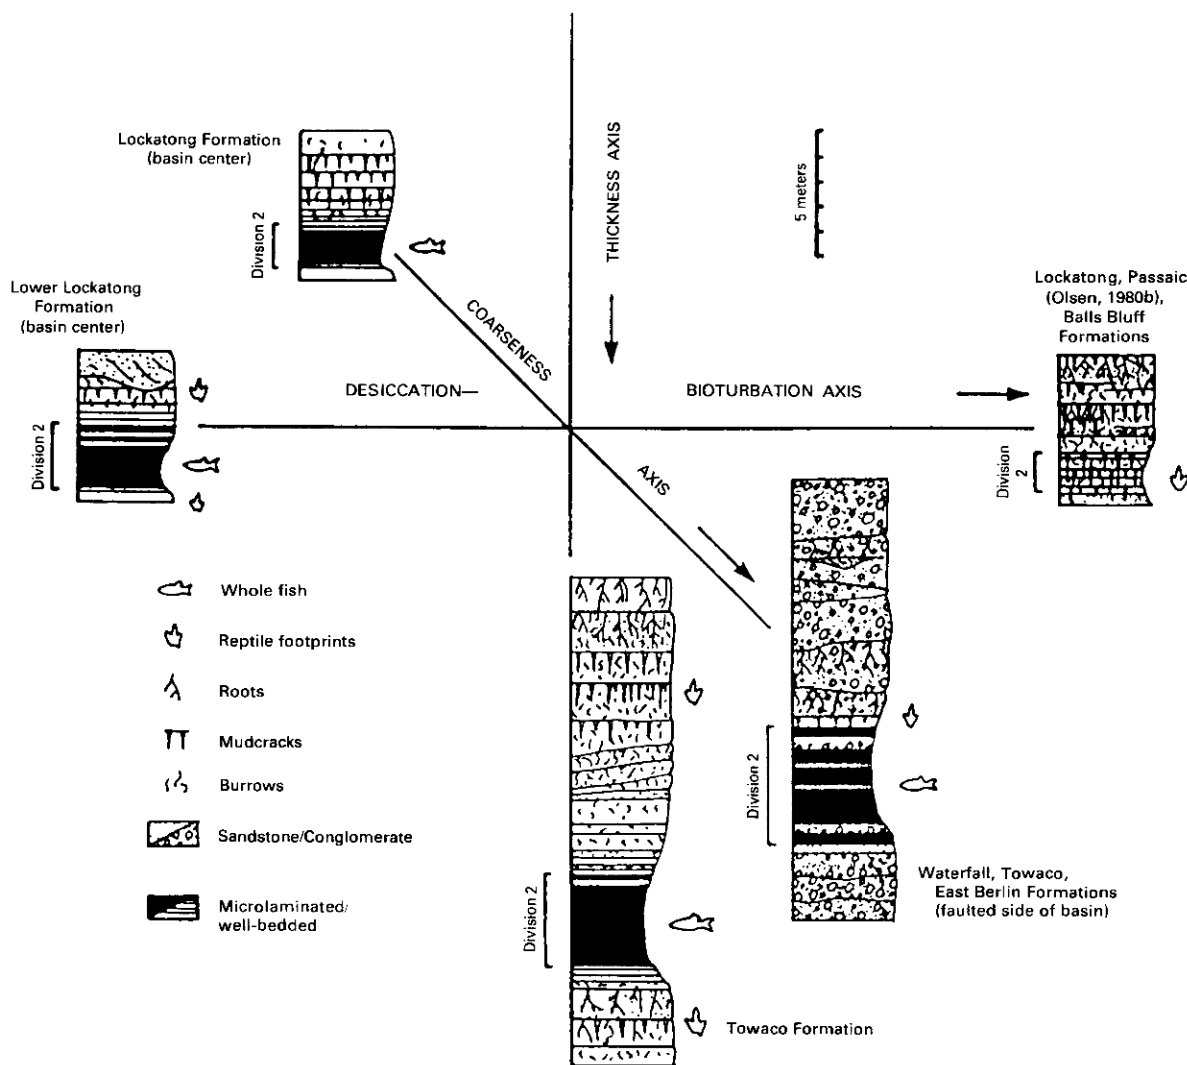 Lockatong Formation
(basin center)
Division 2
THICKNESS AXIS
5 meters
Lower Lockatong
Formation
(basin center)
Division 2
COARSENESS
AXIS
DESICCATION—
BIOTURBATION AXIS
Lockatong, Passaic
(Olsen, 1980b),
Balls Bluff
Formations
Division
2
Whole fish
Reptile footprints
Roots
Mudcracks
Burrows
Sandstone/Conglomerate
Microlaminated/
well-bedded
Division 2
Towaco Formation
Division 2
Waterfall, Towaco,
East Berlin Formations
(faulted side of basin)